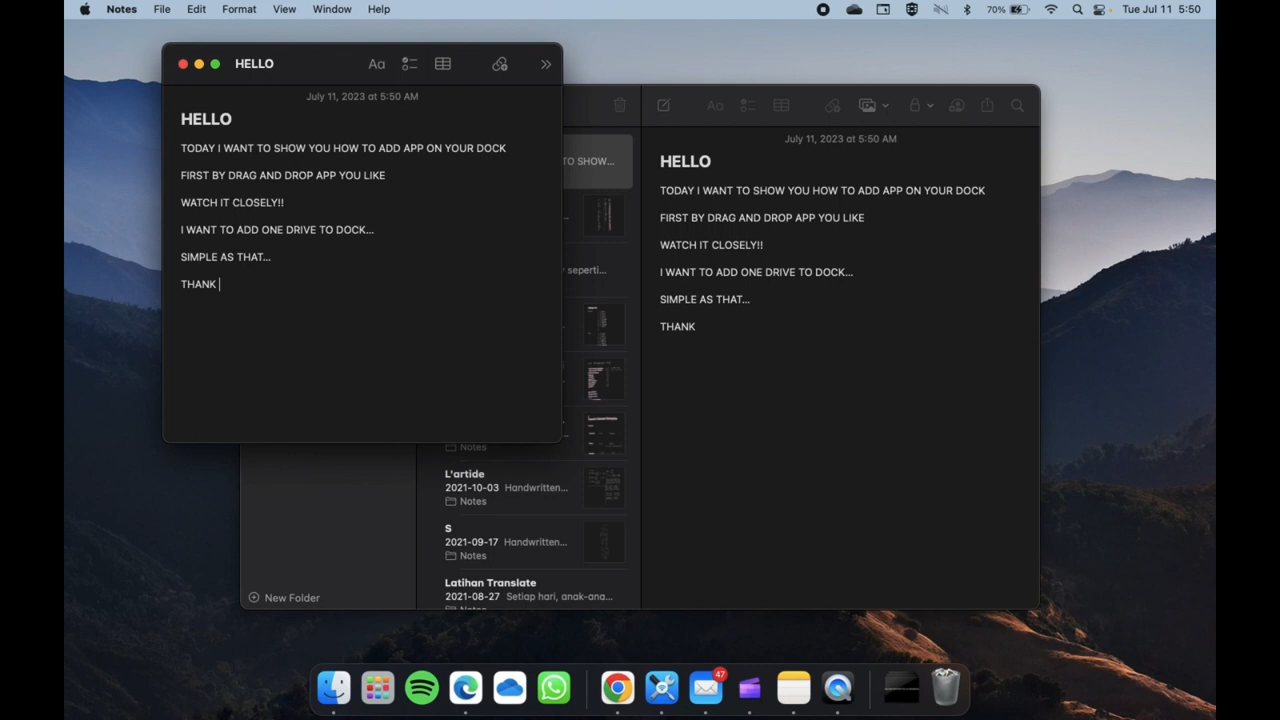 Notes File Edit Format View Window Help 70% Tue Jul 11 5:50
HELLO
Aa
July 11, 2023 at 5:50 AM
HELLO
TODAY I WANT TO SHOW YOU HOW TO ADD APP ON YOUR DOCK
FIRST BY DRAG AND DROP APP YOU LIKE
WATCH IT CLOSELY!!
I WANT TO ADD ONE DRIVE TO DOCK...
SIMPLE AS THAT...
THANK
TO SHOW...
seperti...
Notes
L'artide
2021-10-03 Handwritten...
Notes
S
2021-09-17 Handwritten...
Notes
Latihan Translate
2021-08-27 Setiap hari, anak-ana...
Notes
New Folder
Aa
July 11, 2023 at 5:50 AM
HELLO
TODAY I WANT TO SHOW YOU HOW TO ADD APP ON YOUR DOCK
FIRST BY DRAG AND DROP APP YOU LIKE
WATCH IT CLOSELY!!
I WANT TO ADD ONE DRIVE TO DOCK...
SIMPLE AS THAT...
THANK
47